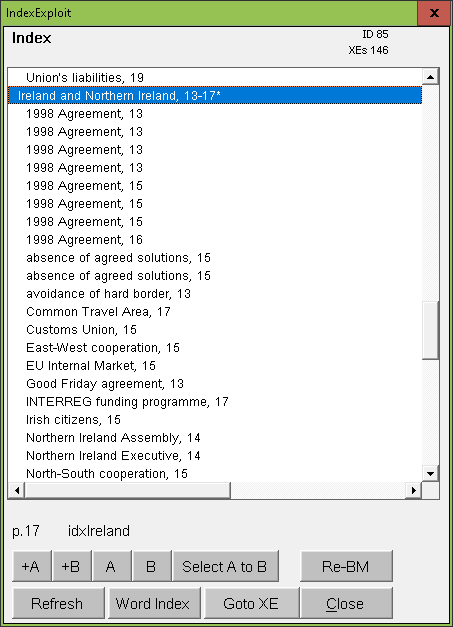 IndexExploit
x
Index
ID 85
XEs 146
Union's liabilities, 19
Ireland and Northern Ireland, 13-17*
1998 Agreement, 13
1998 Agreement, 13
1998 Agreement, 13
1998 Agreement, 13
1998 Agreement, 15
1998 Agreement, 15
1998 Agreement, 15
1998 Agreement, 16
absence of agreed solutions, 15
absence of agreed solutions, 15
avoidance of hard border, 13
Common Travel Area, 17
Customs Union, 15
East-West cooperation, 15
EU Internal Market, 15
Good Friday agreement, 13
INTERREG funding programme, 17
Irish citizens, 15
Northern Ireland Assembly, 14
Northern Ireland Executive, 14
North-South cooperation, 15
p.17 idxIreland
+A +B A B Select A to B Re-BM
Refresh Word Index Goto XE Close